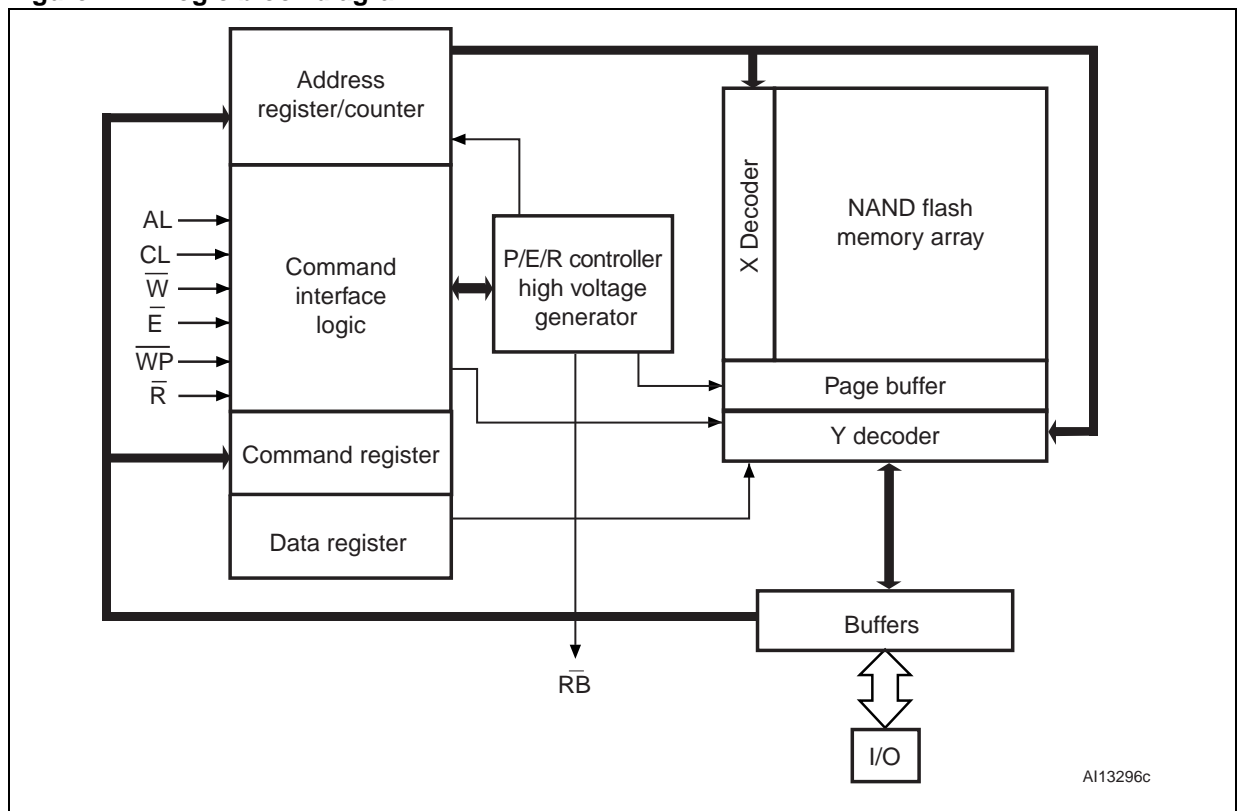 Address
register/counter
AL
CL
W̅
E̅
W̅P̅
R̅
Command
interface
logic
Command register
Data register
P/E/R controller
high voltage
generator
X Decoder
NAND flash
memory array
Page buffer
Y decoder
Buffers
RB̅
I/O
AI13296c